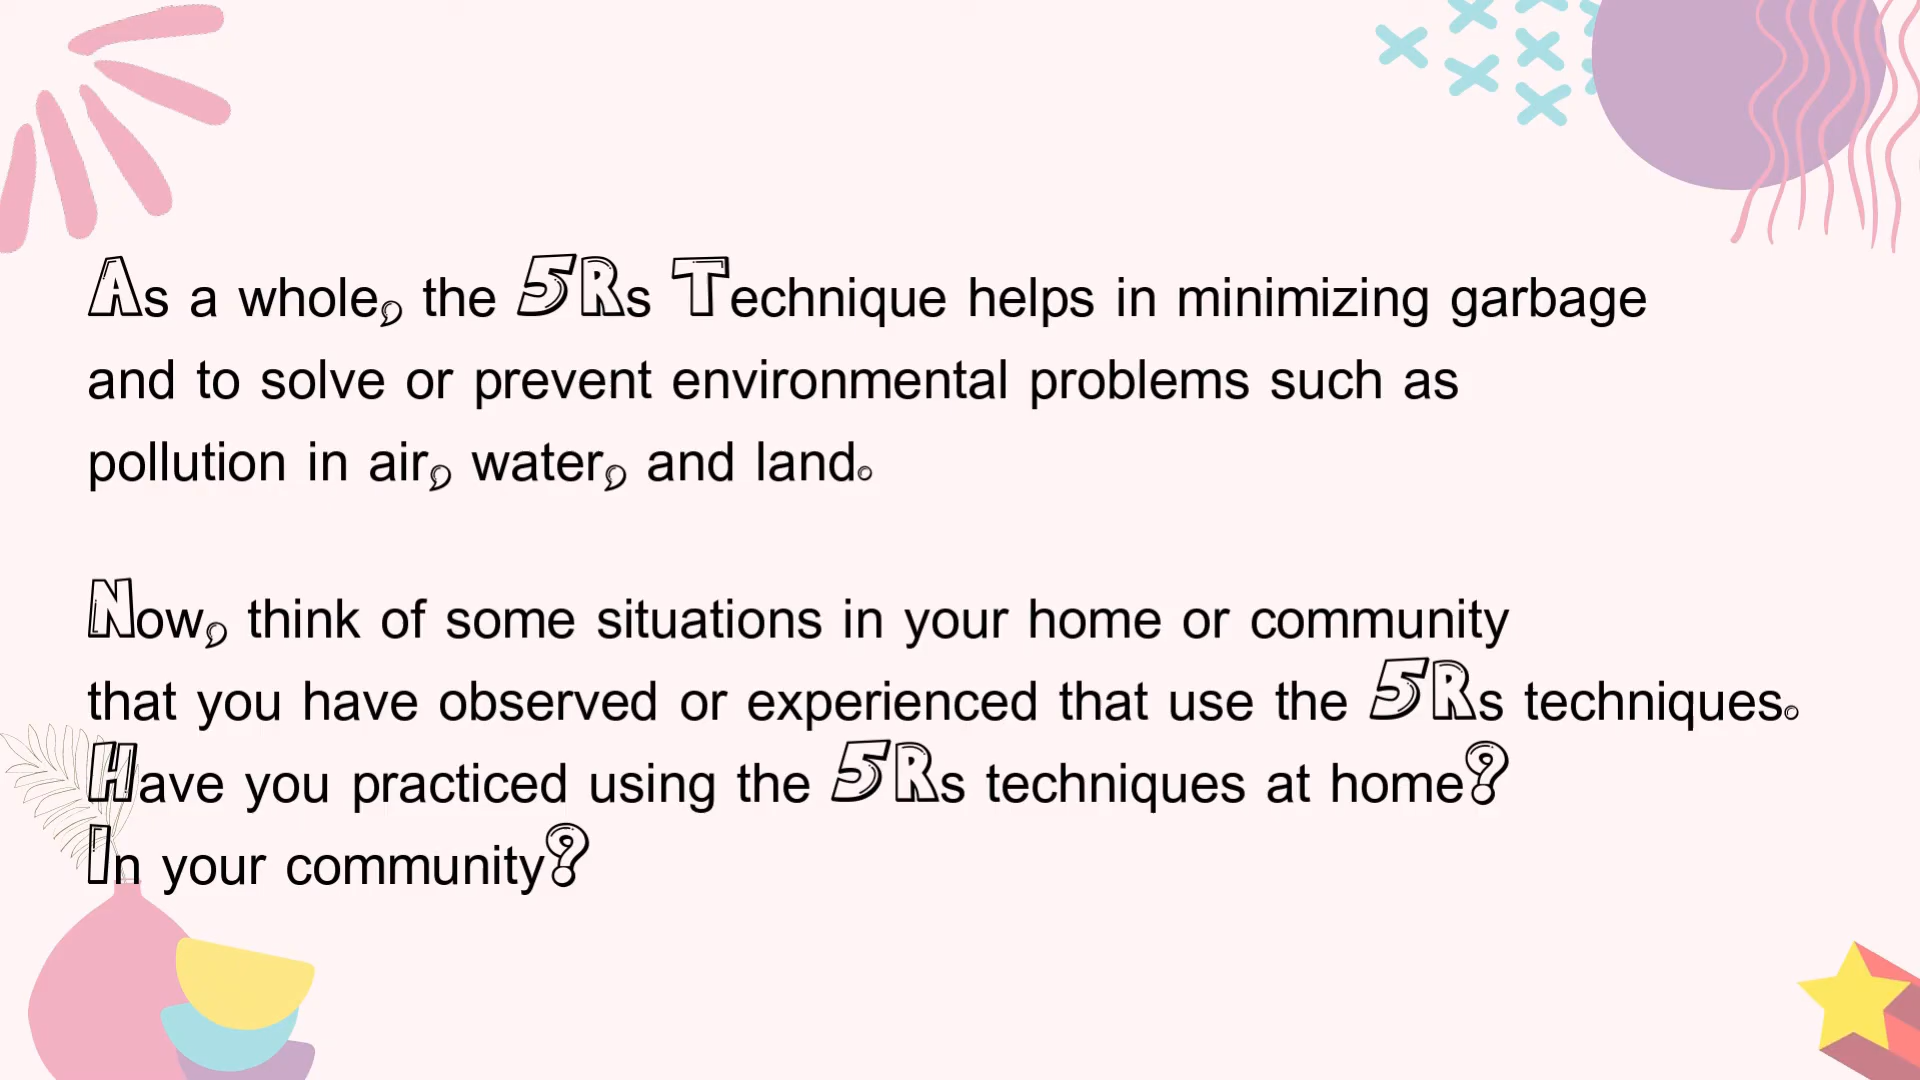 As a whole, the 5Rs Technique helps in minimizing garbage
and to solve or prevent environmental problems such as
pollution in air, water, and land.
Now, think of some situations in your home or community
that you have observed or experienced that use the 5Rs techniques.
Have you practiced using the 5Rs techniques at home?
In your community?